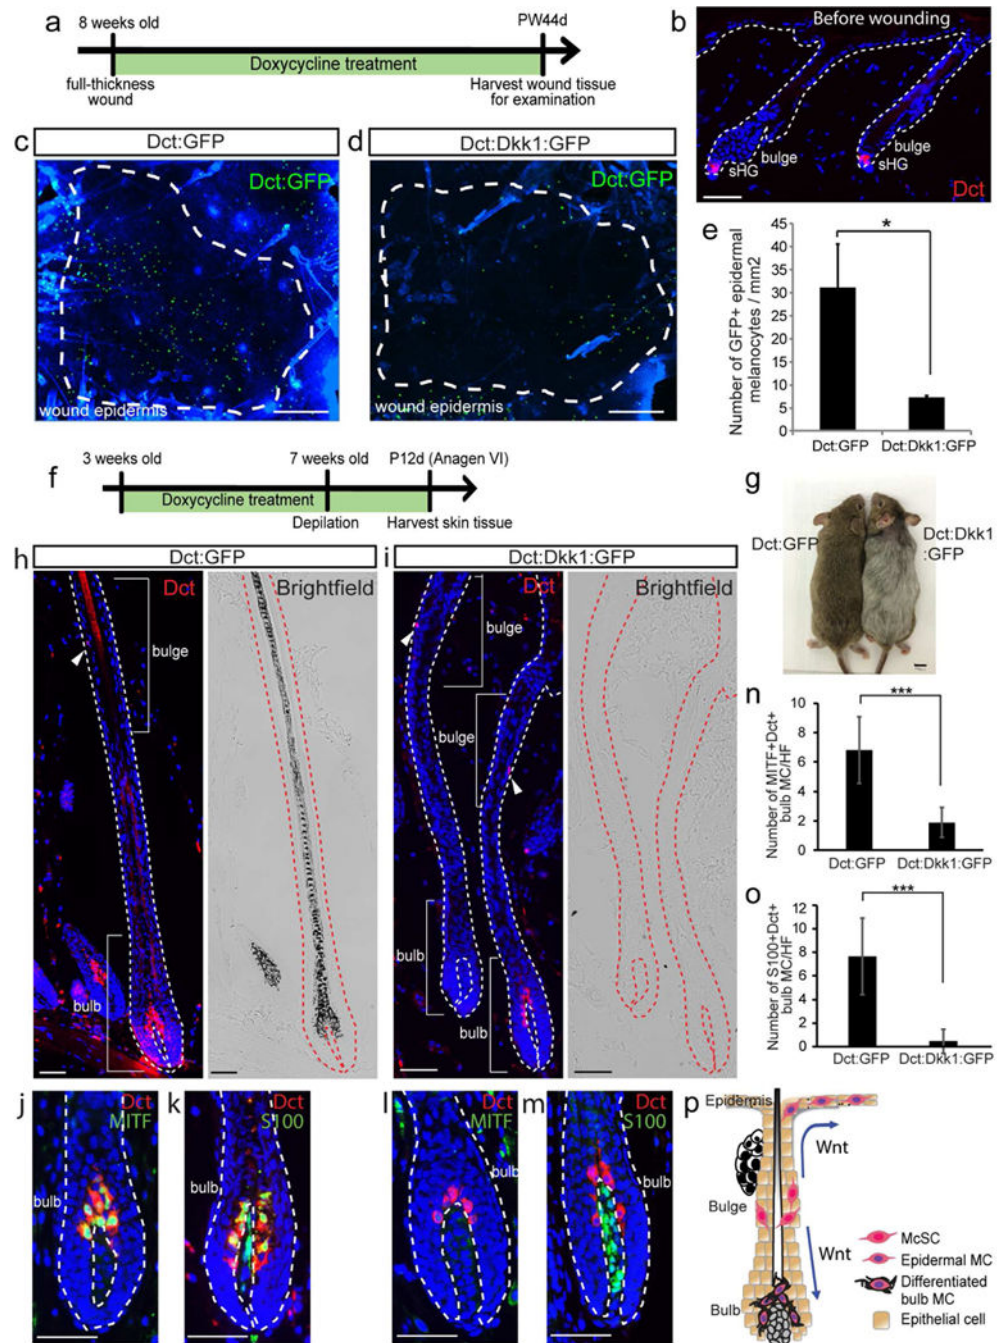 a
8 weeks old
PW44d
Doxycycline treatment
full-thickness
wound
Harvest wound tissue
for examination
b
Before wounding
bulge
sHG
bulge
sHG
Dct
c
Dct:GFP
Dct:GFP
wound epidermis
d
Dct:Dkk1:GFP
Dct:GFP
wound epidermis
e
Number of GFP+ epidermal
melanocytes / mm2
45
40
35
30
25
20
15
10
5
0
*
Dct:GFP
Dct:Dkk1:GFP
f
3 weeks old
7 weeks old
P12d (Anagen VI)
Doxycycline treatment
Depilation
Harvest skin tissue
g
Dct:GFP
Dct:Dkk1
:GFP
h
Dct:GFP
Dct
Brightfield
bulge
bulb
i
Dct:Dkk1:GFP
Dct
Brightfield
bulge
bulge
bulb
bulb
n
Number of MITF+Dct+
bulb MC/HF
10
8
6
4
2
0
***
Dct:GFP
Dct:Dkk1:GFP
o
Number of S100+Dct+
bulb MC/HF
12
10
8
6
4
2
0
***
Dct:GFP
Dct:Dkk1:GFP
j
Dct
MITF
bulb
k
Dct
S100
bulb
l
Dct
MITF
bulb
m
Dct
S100
bulb
p
Epidermis
Wnt
Bulge
Wnt
Bulb
McSC
Epidermal MC
Differentiated
bulb MC
Epithelial cell